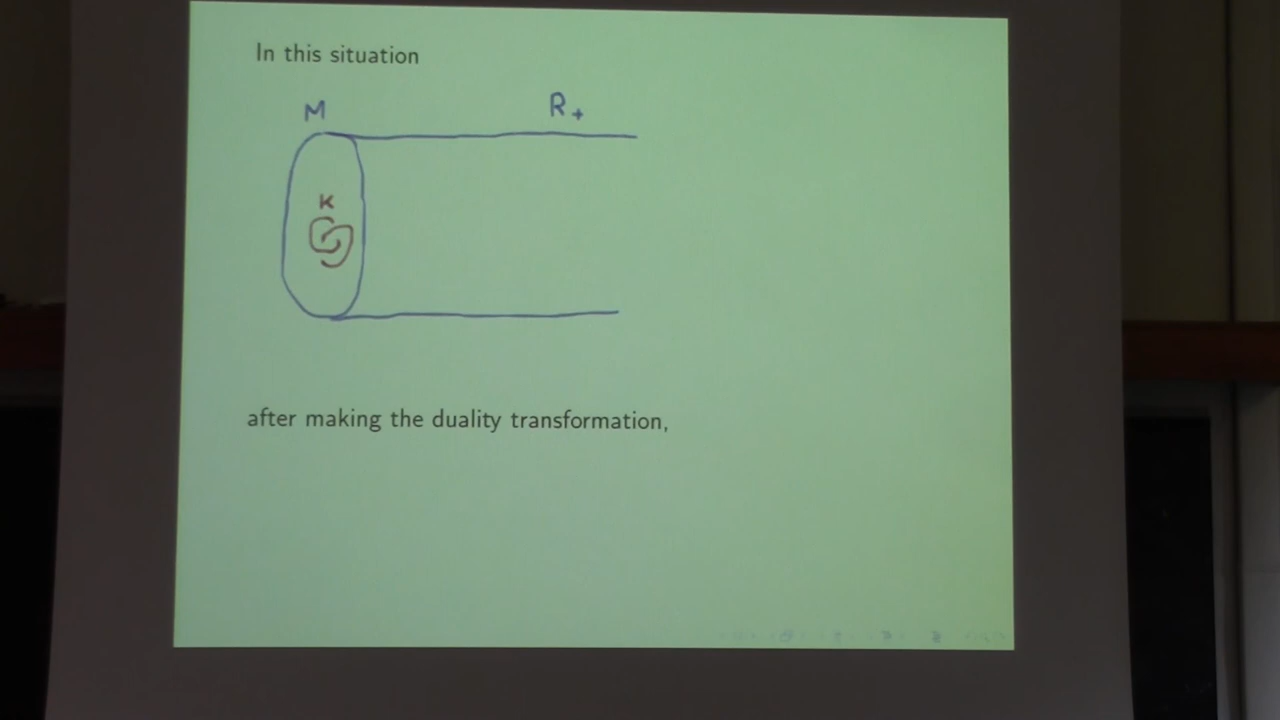 In this situation
M R₊
K
after making the duality transformation,